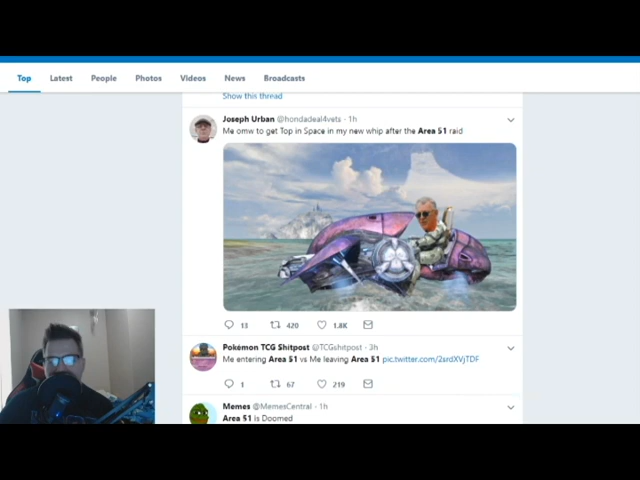 Top Latest People Photos Videos News Broadcasts
Show this thread
Joseph Urban @hondadeal4vets · 1h
Me omw to get Top in Space in my new whip after the Area 51 raid
13 420 1.8K
Pokémon TCG Shitpost @TCGshitpost · 3h
Me entering Area 51 vs Me leaving Area 51 pic.twitter.com/2srdXVjTDF
1 67 219
Memes @MemesCentral · 1h
Area 51 is Doomed